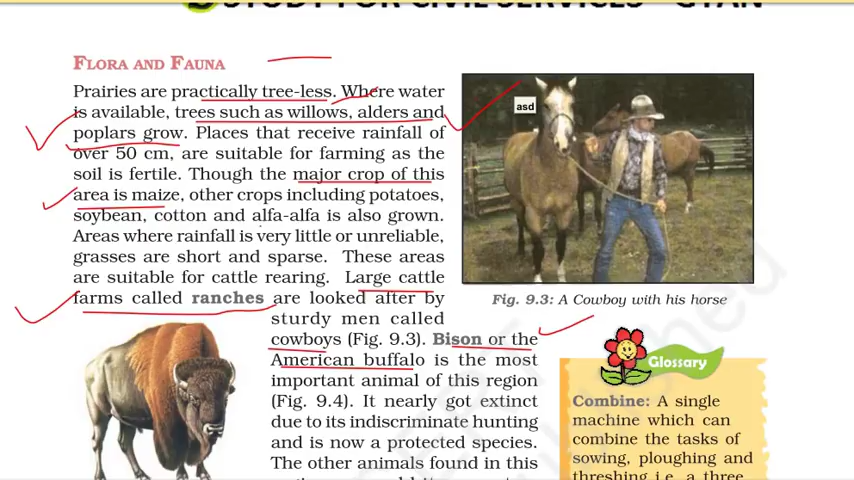 STUDY FOR CIVIL SERVICES - GYAN
FLORA AND FAUNA
Prairies are practically tree-less. Where water
is available, trees such as willows, alders and
poplars grow. Places that receive rainfall of
over 50 cm, are suitable for farming as the
soil is fertile. Though the major crop of this
area is maize, other crops including potatoes,
soybean, cotton and alfa-alfa is also grown.
Areas where rainfall is very little or unreliable,
grasses are short and sparse. These areas
are suitable for cattle rearing. Large cattle
farms called ranches are looked after by
sturdy men called
cowboys (Fig. 9.3). Bison or the
American buffalo is the most
important animal of this region
(Fig. 9.4). It nearly got extinct
due to its indiscriminate hunting
and is now a protected species.
The other animals found in this
asd
Fig. 9.3: A Cowboy with his horse
Glossary
Combine: A single
machine which can
combine the tasks of
sowing, ploughing and
threshing i.e. a three